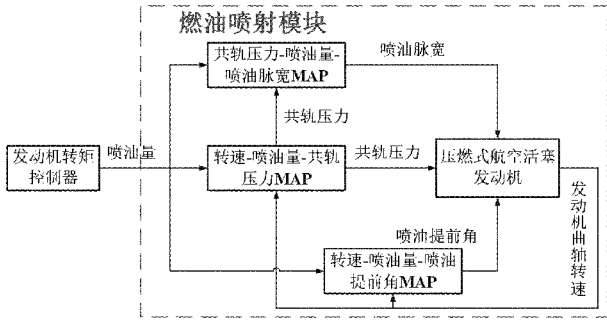 燃油喷射模块
共轨压力-喷油量-
喷油脉宽MAP
喷油脉宽
共轨压力
发动机转矩
控制器
喷油量
转速-喷油量-共轨
压力MAP
共轨压力
压燃式航空活塞
发动机
发动机曲轴转速
喷油提前角
转速-喷油量-喷油
提前角MAP